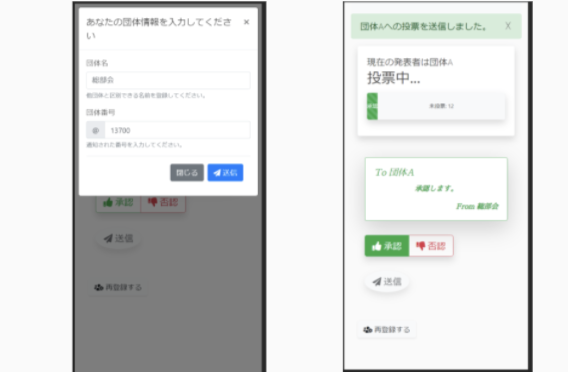 あなたの団体情報を入力してくださ
い
×
団体名
総部会
他団体と区別できる名称を登録してください。
団体番号
@ 13700
通知された番号を入力してください。
閉じる 送信
承認 否認
送信
再登録する
団体Aへの投票を送信しました。 X
現在の発表者は団体A
投票中...
未投票: 12
To 団体A
承認します。
From 総部会
承認 否認
送信
再登録する